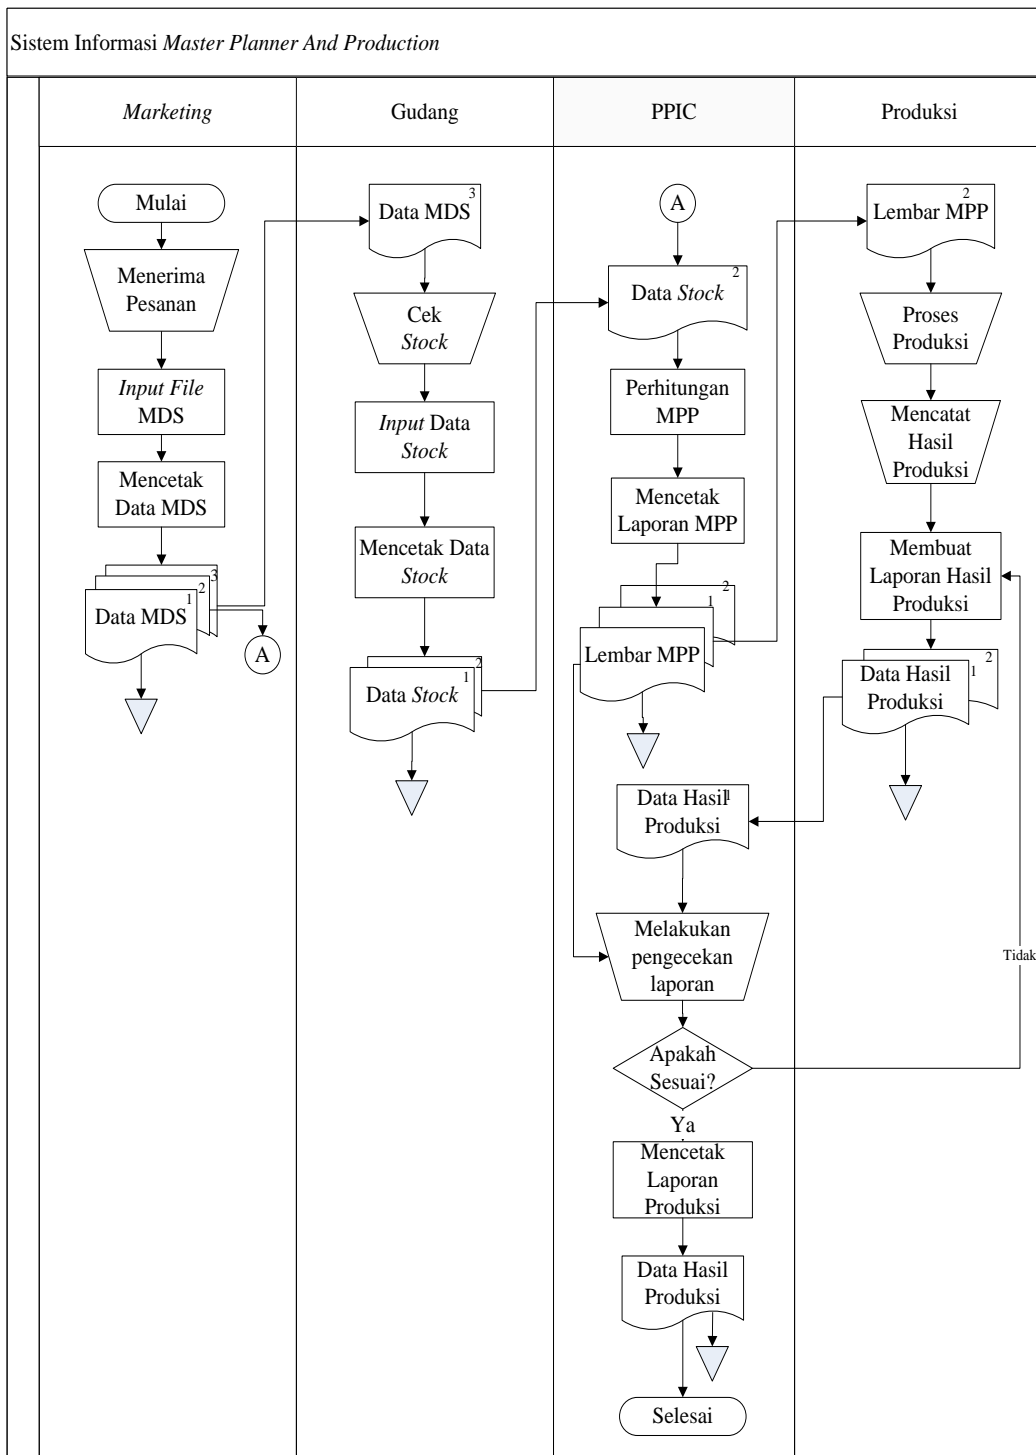 Sistem Informasi Master Planner And Production
Marketing
Gudang
PPIC
Produksi
Mulai
Menerima
Pesanan
Input File
MDS
Mencetak
Data MDS
3
2
1
Data MDS
A
3
Data MDS
Cek
Stock
Input Data
Stock
Mencetak Data
Stock
2
1
Data Stock
A
2
Data Stock
Perhitungan
MPP
Mencetak
Laporan MPP
2
1
Lembar MPP
1
Data Hasil
Produksi
Melakukan
pengecekan
laporan
Apakah
Sesuai?
Ya
Mencetak
Laporan
Produksi
Data Hasil
Produksi
Selesai
2
Lembar MPP
Proses
Produksi
Mencatat
Hasil
Produksi
Membuat
Laporan Hasil
Produksi
2
1
Data Hasil
Produksi
Tidak